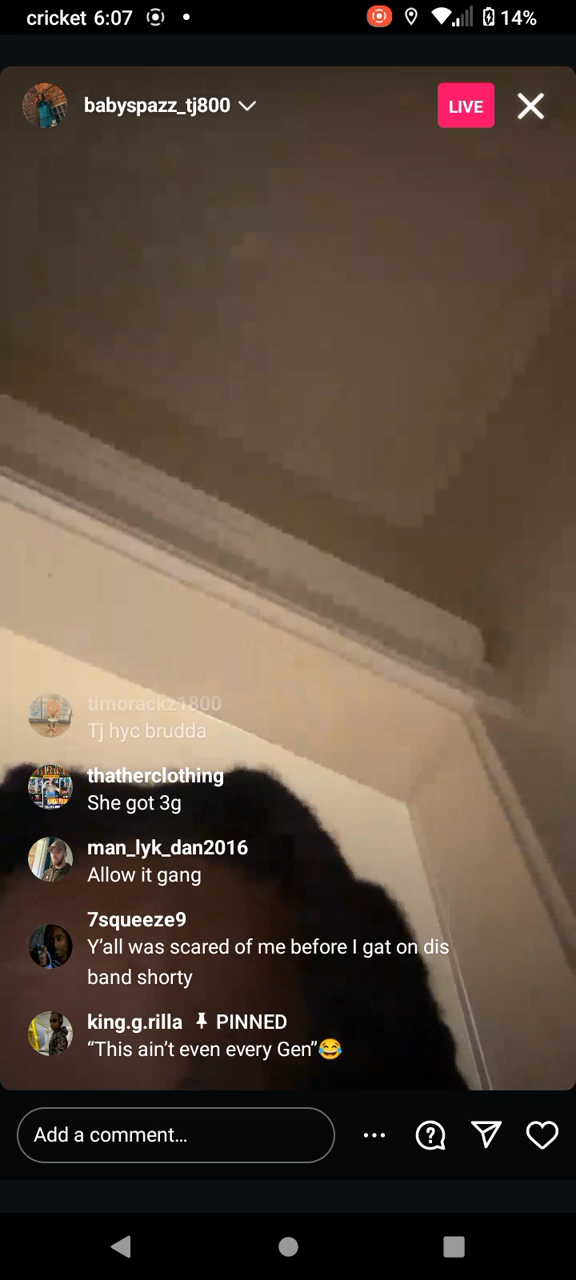 cricket 6:07 14%
babyspazz_tj800 LIVE
timorackz1800
Tj hyc brudda
thatherclothing
She got 3g
man_lyk_dan2016
Allow it gang
7squeeze9
Y’all was scared of me before I gat on dis
band shorty
king.g.rilla PINNED
“This ain’t even every Gen”😂
Add a comment…